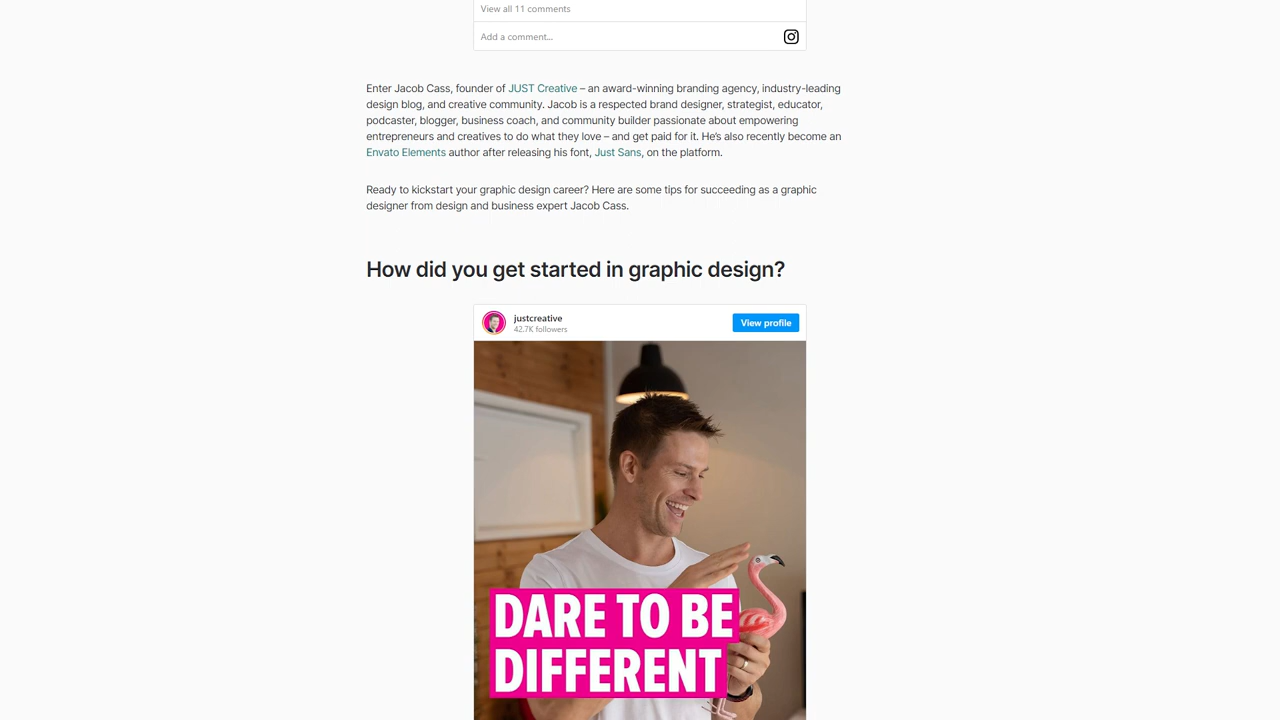 View all 11 comments
Add a comment...
Enter Jacob Cass, founder of JUST Creative – an award-winning branding agency, industry-leading
design blog, and creative community. Jacob is a respected brand designer, strategist, educator,
podcaster, blogger, business coach, and community builder passionate about empowering
entrepreneurs and creatives to do what they love – and get paid for it. He's also recently become an
Envato Elements author after releasing his font, Just Sans, on the platform.
Ready to kickstart your graphic design career? Here are some tips for succeeding as a graphic
designer from design and business expert Jacob Cass.
How did you get started in graphic design?
justcreative
42.7K followers
View profile
DARE TO BE
DIFFERENT